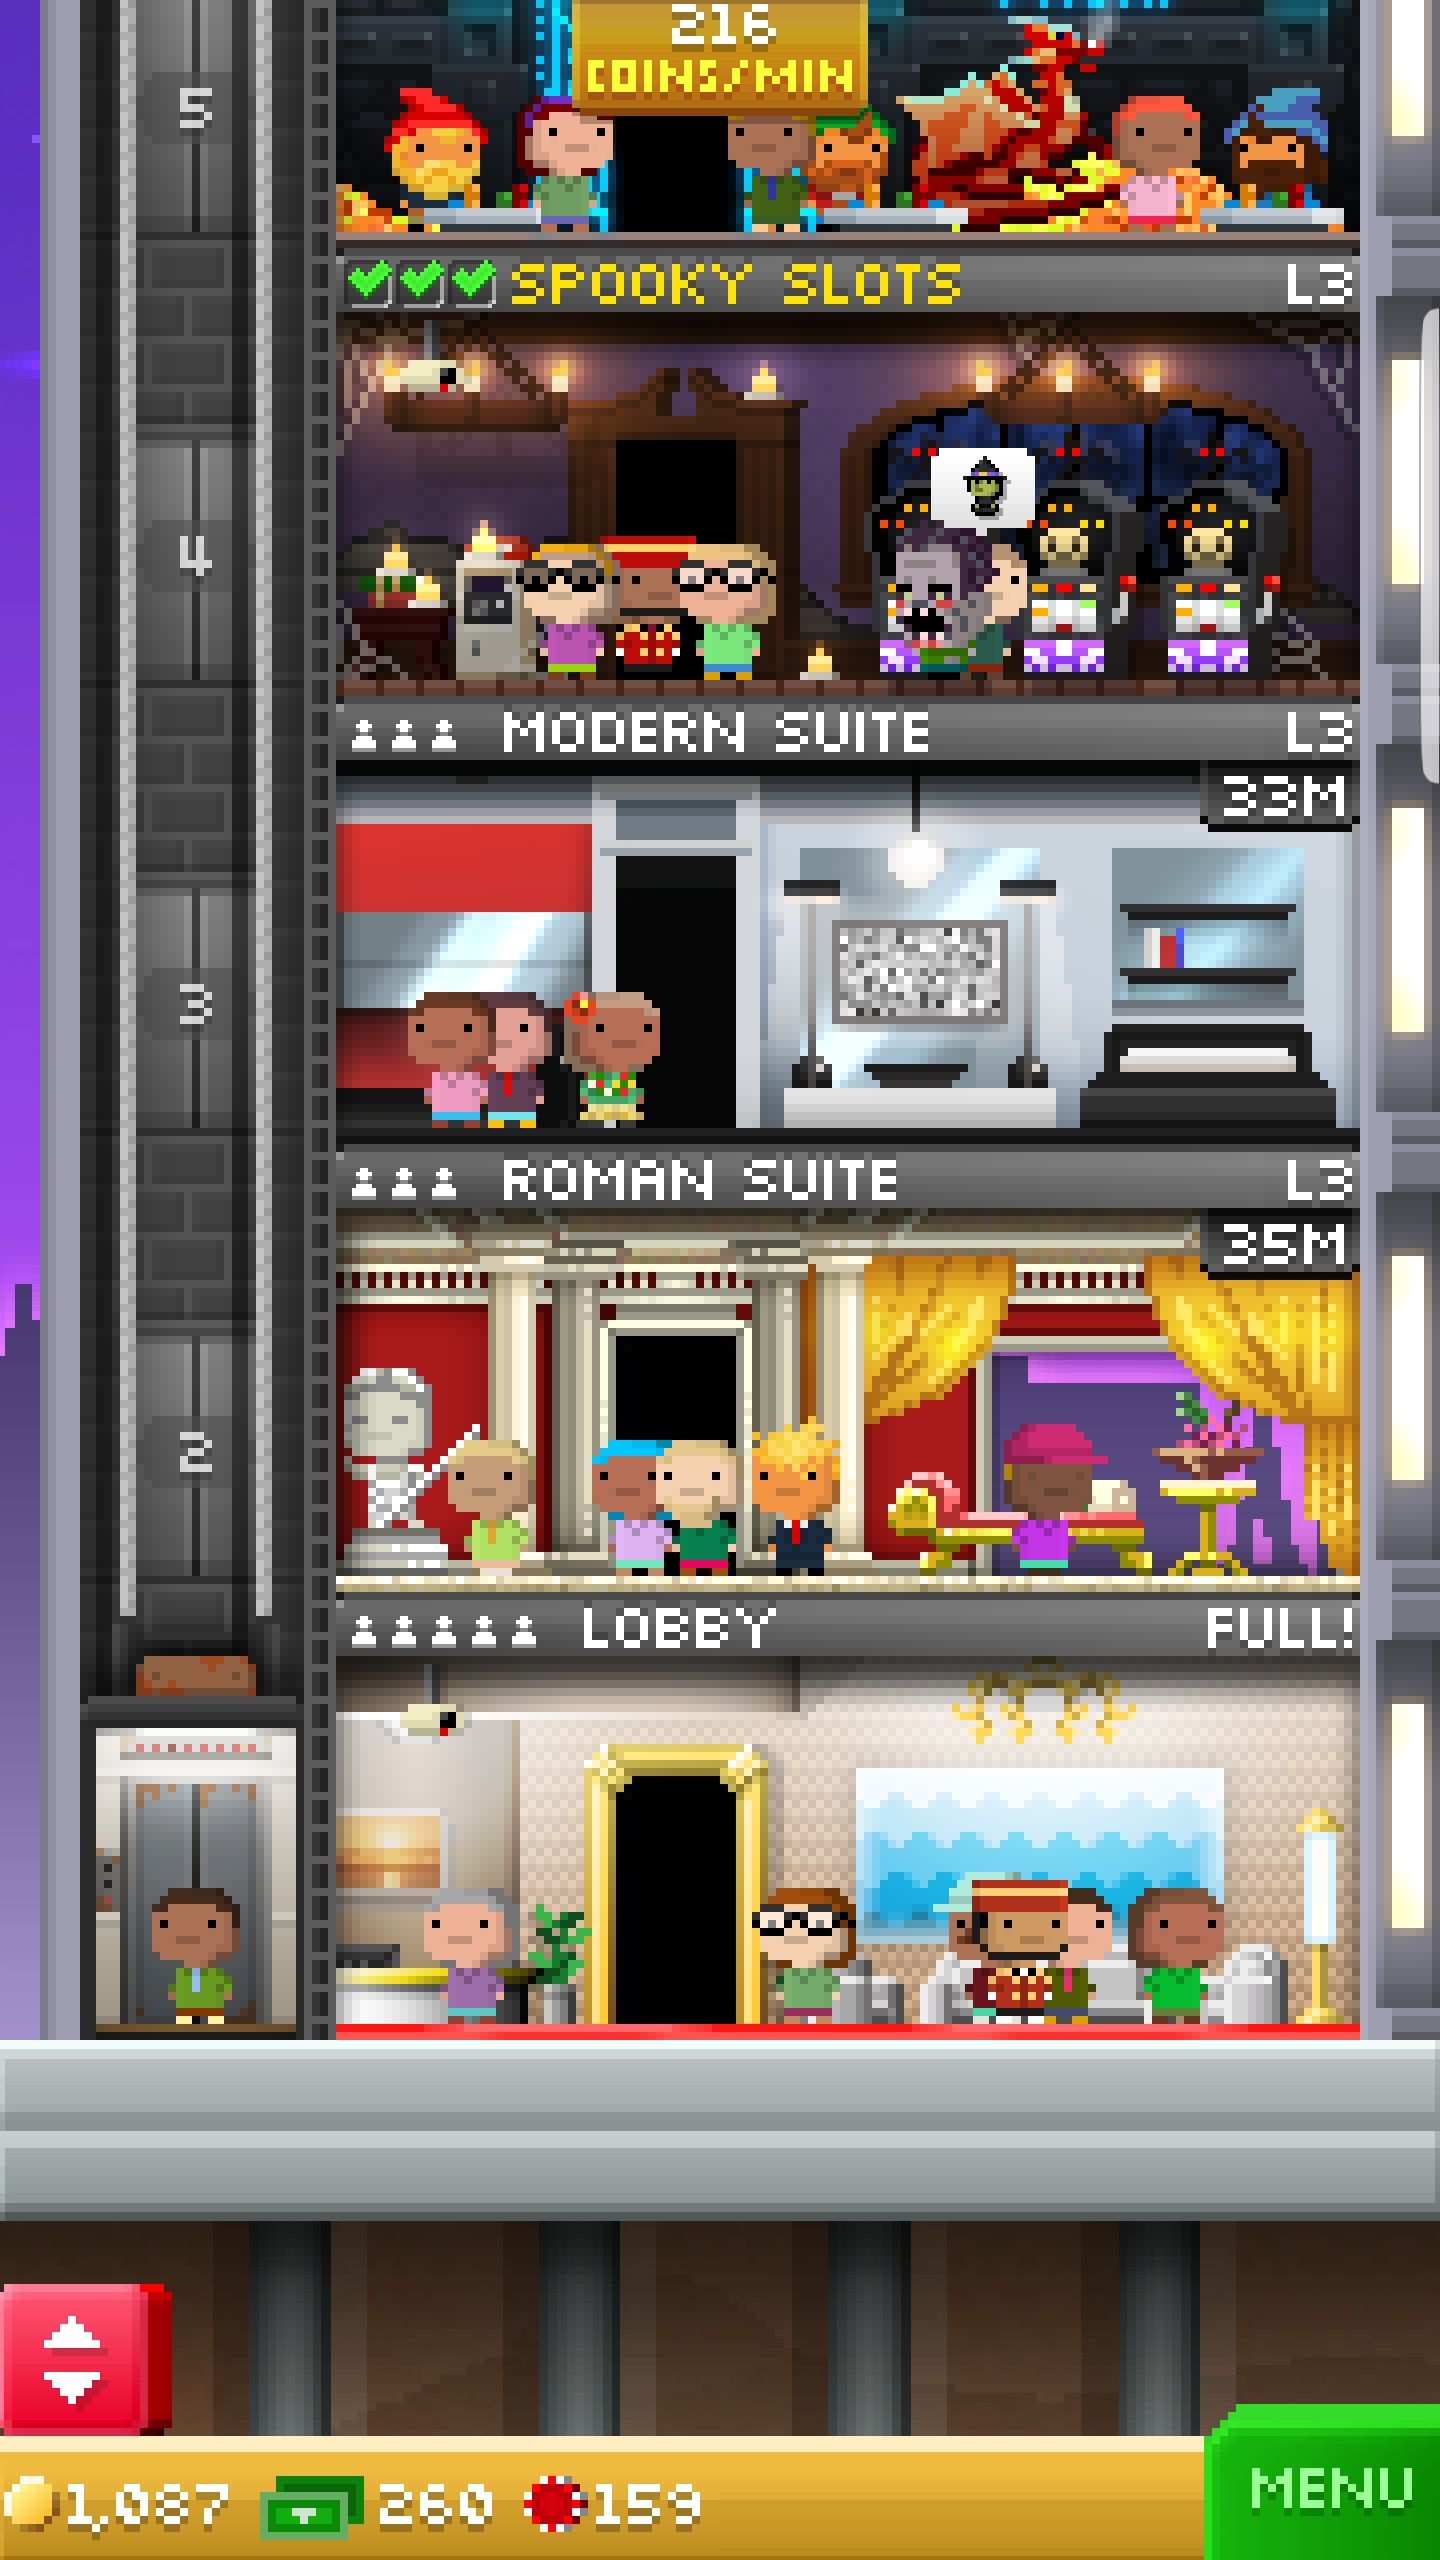 216
COINS/MIN
5
SPOOKY SLOTS L3
4
MODERN SUITE L3
33M
3
ROMAN SUITE L3
35M
2
LOBBY FULL!
1,087 260 159
MENU